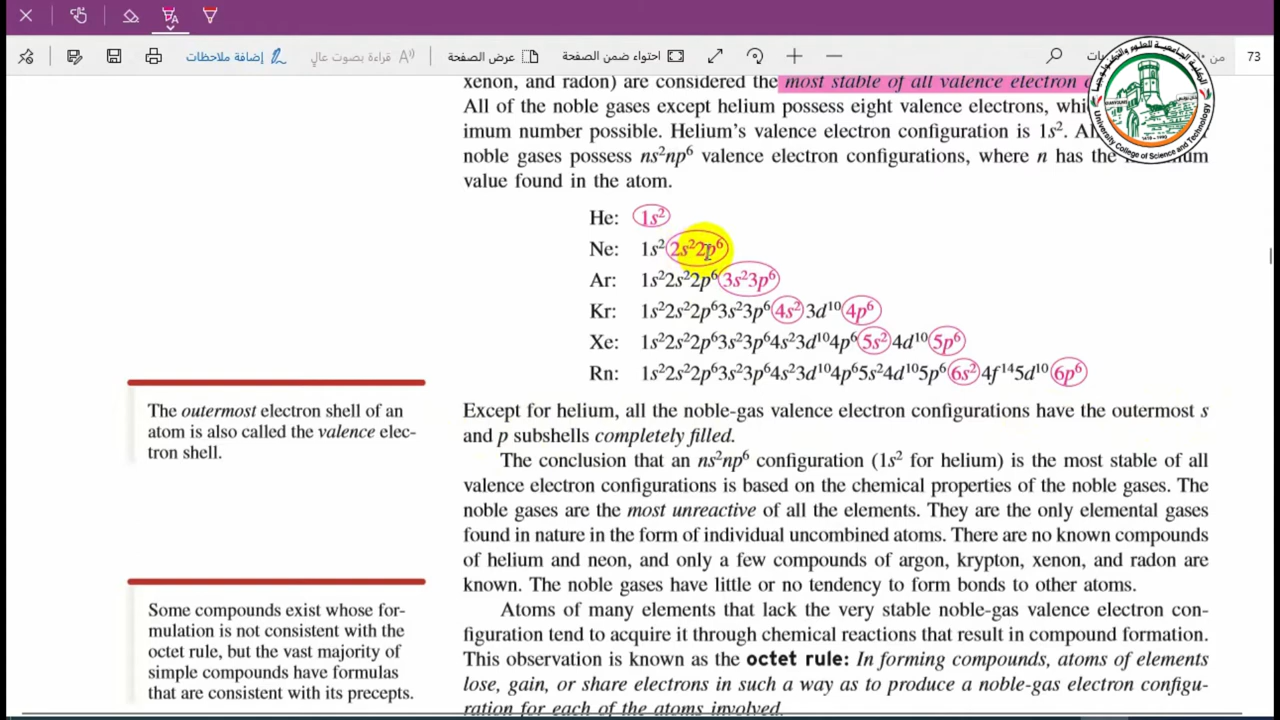 إضافة ملاحظات
قراءة بصوت عالٍ
عرض الصفحة
احتواء ضمن الصفحة
من
73
xenon, and radon) are considered the most stable of all valence electron
All of the noble gases except helium possess eight valence electrons,
imum number possible. Helium's valence electron configuration is 1s².
noble gases possess ns²np⁶ valence electron configurations, where n has the
value found in the atom.
University College of Science and Technology
He: 1s²
Ne: 1s²2s²2p⁶
Ar: 1s²2s²2p⁶3s²3p⁶
Kr: 1s²2s²2p⁶3s²3p⁶4s²3d¹⁰4p⁶
Xe: 1s²2s²2p⁶3s²3p⁶4s²3d¹⁰4p⁶5s²4d¹⁰5p⁶
Rn: 1s²2s²2p⁶3s²3p⁶4s²3d¹⁰4p⁶5s²4d¹⁰5p⁶6s²4f¹⁴5d¹⁰6p⁶
The outermost electron shell of an
atom is also called the valence elec-
tron shell.
Except for helium, all the noble-gas valence electron configurations have the outermost s
and p subshells completely filled.
The conclusion that an ns²np⁶ configuration (1s² for helium) is the most stable of all
valence electron configurations is based on the chemical properties of the noble gases. The
noble gases are the most unreactive of all the elements. They are the only elemental gases
found in nature in the form of individual uncombined atoms. There are no known compounds
of helium and neon, and only a few compounds of argon, krypton, xenon, and radon are
known. The noble gases have little or no tendency to form bonds to other atoms.
Some compounds exist whose for-
mulation is not consistent with the
octet rule, but the vast majority of
simple compounds have formulas
that are consistent with its precepts.
Atoms of many elements that lack the very stable noble-gas valence electron con-
figuration tend to acquire it through chemical reactions that result in compound formation.
This observation is known as the octet rule: In forming compounds, atoms of elements
lose, gain, or share electrons in such a way as to produce a noble-gas electron configu-
ration for each of the atoms involved.